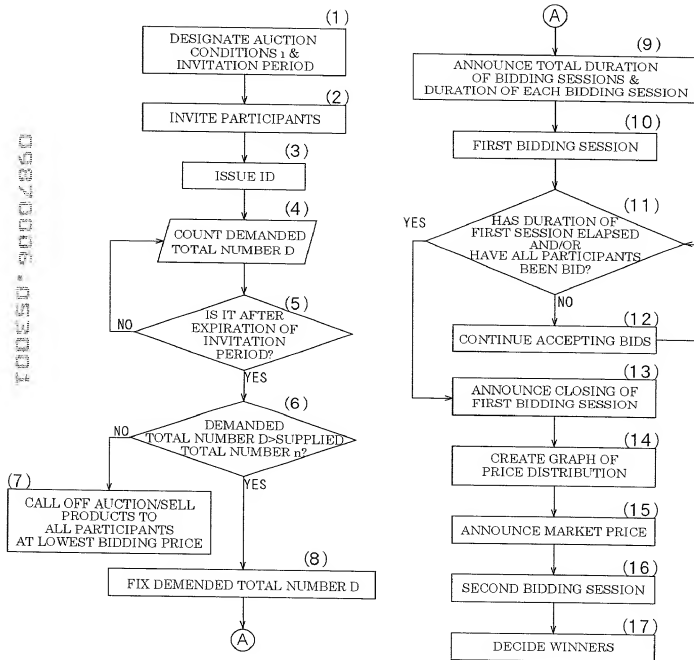 (1)
DESIGNATE AUCTION
CONDITIONS 1 &
INVITATION PERIOD
(2)
INVITE PARTICIPANTS
(3)
ISSUE ID
(4)
COUNT DEMANDED
TOTAL NUMBER D
(5)
IS IT AFTER
EXPIRATION OF
INVITATION
PERIOD?
NO
YES
(6)
DEMANDED
TOTAL NUMBER D>SUPPLIED
TOTAL NUMBER n?
NO
YES
(7)
CALL OFF AUCTION/SELL
PRODUCTS TO
ALL PARTICIPANTS
AT LOWEST BIDDING PRICE
(8)
FIX DEMENDED TOTAL NUMBER D
A
A
(9)
ANNOUNCE TOTAL DURATION
OF BIDDING SESSIONS &
DURATION OF EACH BIDDING SESSION
(10)
FIRST BIDDING SESSION
(11)
HAS DURATION OF
FIRST SESSION ELAPSED
AND/OR
HAVE ALL PARTICIPANTS
BEEN BID?
YES
NO
(12)
CONTINUE ACCEPTING BIDS
(13)
ANNOUNCE CLOSING OF
FIRST BIDDING SESSION
(14)
CREATE GRAPH OF
PRICE DISTRIBUTION
(15)
ANNOUNCE MARKET PRICE
(16)
SECOND BIDDING SESSION
(17)
DECIDE WINNERS
09870006.053001